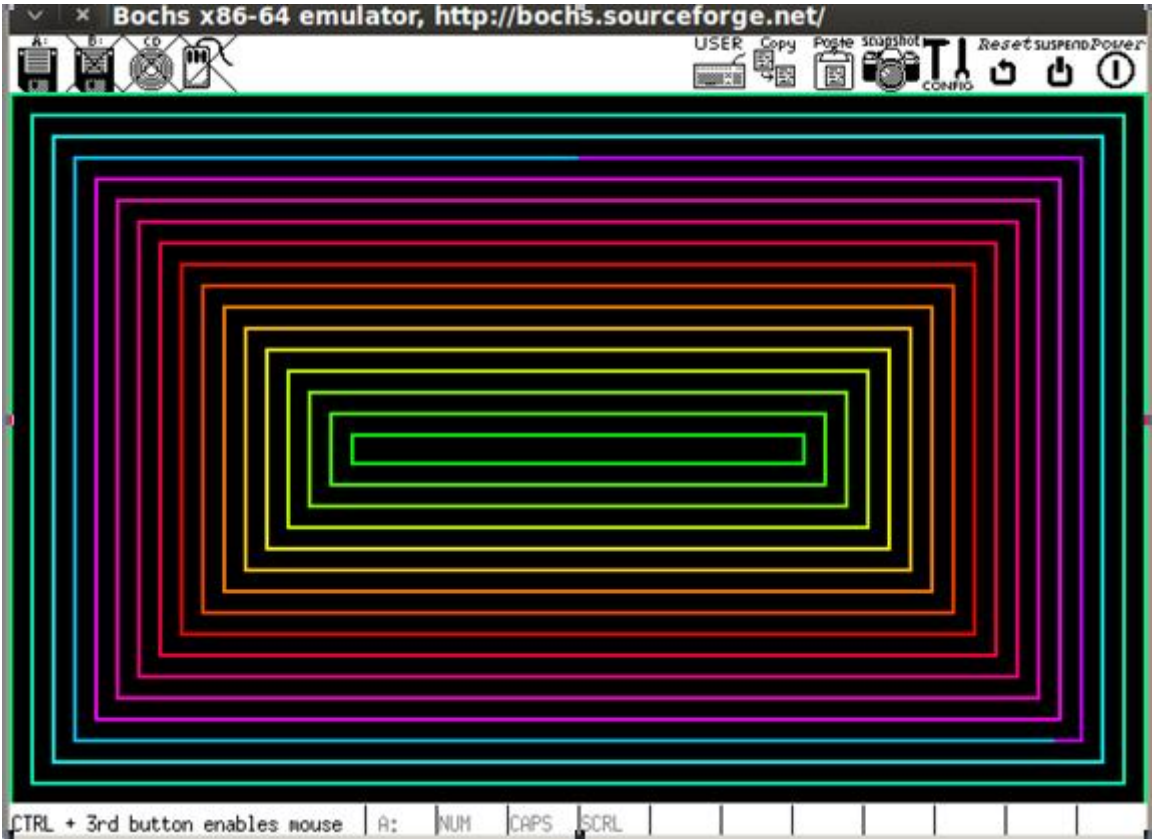 Bochs x86-64 emulator, http://bochs.sourceforge.net/
A: B: CD USER Copy Paste snapshot CONFIG Reset SUSPEND Power
CTRL + 3rd button enables mouse A: NUM CAPS SCRL